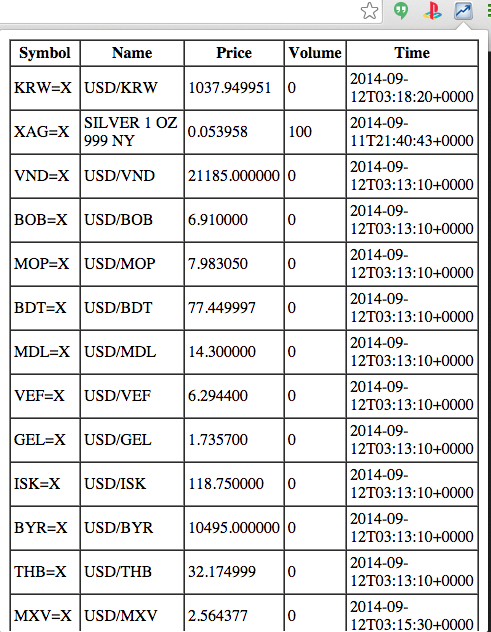 Symbol Name Price Volume Time
KRW=X USD/KRW 1037.949951 0 2014-09-
12T03:18:20+0000
XAG=X SILVER 1 OZ 0.053958 100 2014-09-
999 NY 11T21:40:43+0000
VND=X USD/VND 21185.000000 0 2014-09-
12T03:13:10+0000
BOB=X USD/BOB 6.910000 0 2014-09-
12T03:13:10+0000
MOP=X USD/MOP 7.983050 0 2014-09-
12T03:13:10+0000
BDT=X USD/BDT 77.449997 0 2014-09-
12T03:13:10+0000
MDL=X USD/MDL 14.300000 0 2014-09-
12T03:13:10+0000
VEF=X USD/VEF 6.294400 0 2014-09-
12T03:13:10+0000
GEL=X USD/GEL 1.735700 0 2014-09-
12T03:13:10+0000
ISK=X USD/ISK 118.750000 0 2014-09-
12T03:13:10+0000
BYR=X USD/BYR 10495.000000 0 2014-09-
12T03:13:10+0000
THB=X USD/THB 32.174999 0 2014-09-
12T03:13:10+0000
MXV=X USD/MXV 2.564377 0 2014-09-
12T03:15:30+0000